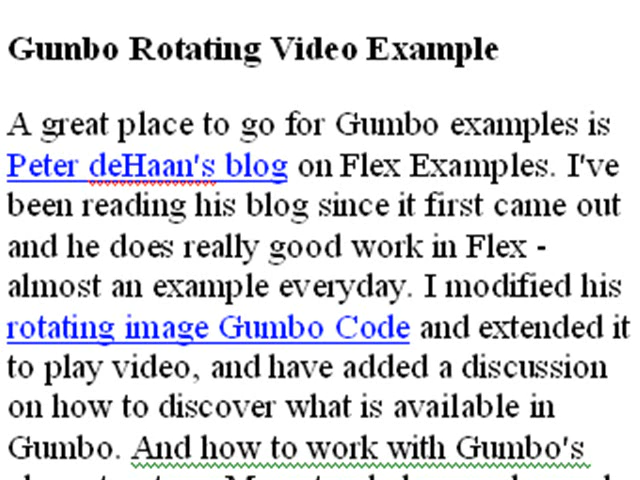 Gumbo Rotating Video Example
A great place to go for Gumbo examples is
Peter deHaan's blog on Flex Examples. I've
been reading his blog since it first came out
and he does really good work in Flex -
almost an example everyday. I modified his
rotating image Gumbo Code and extended it
to play video, and have added a discussion
on how to discover what is available in
Gumbo. And how to work with Gumbo's